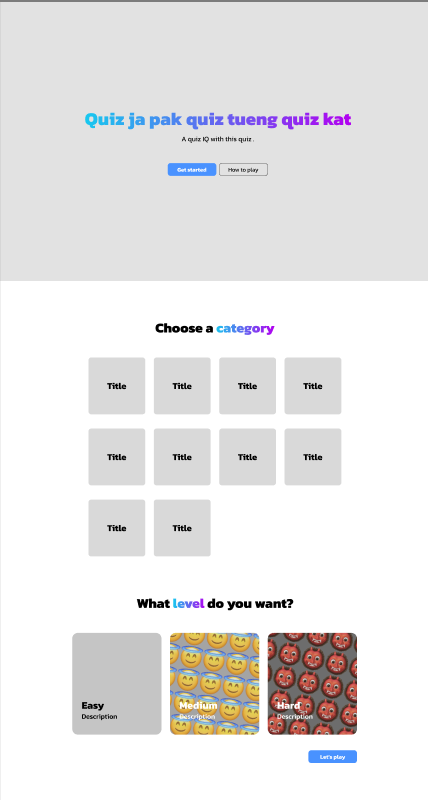 Quiz ja pak quiz tueng quiz kat
A quiz IQ with this quiz .
Get started How to play
Choose a category
Title Title Title Title
Title Title Title Title
Title Title
What level do you want?
Easy Medium Hard
Description Description Description
Let's play